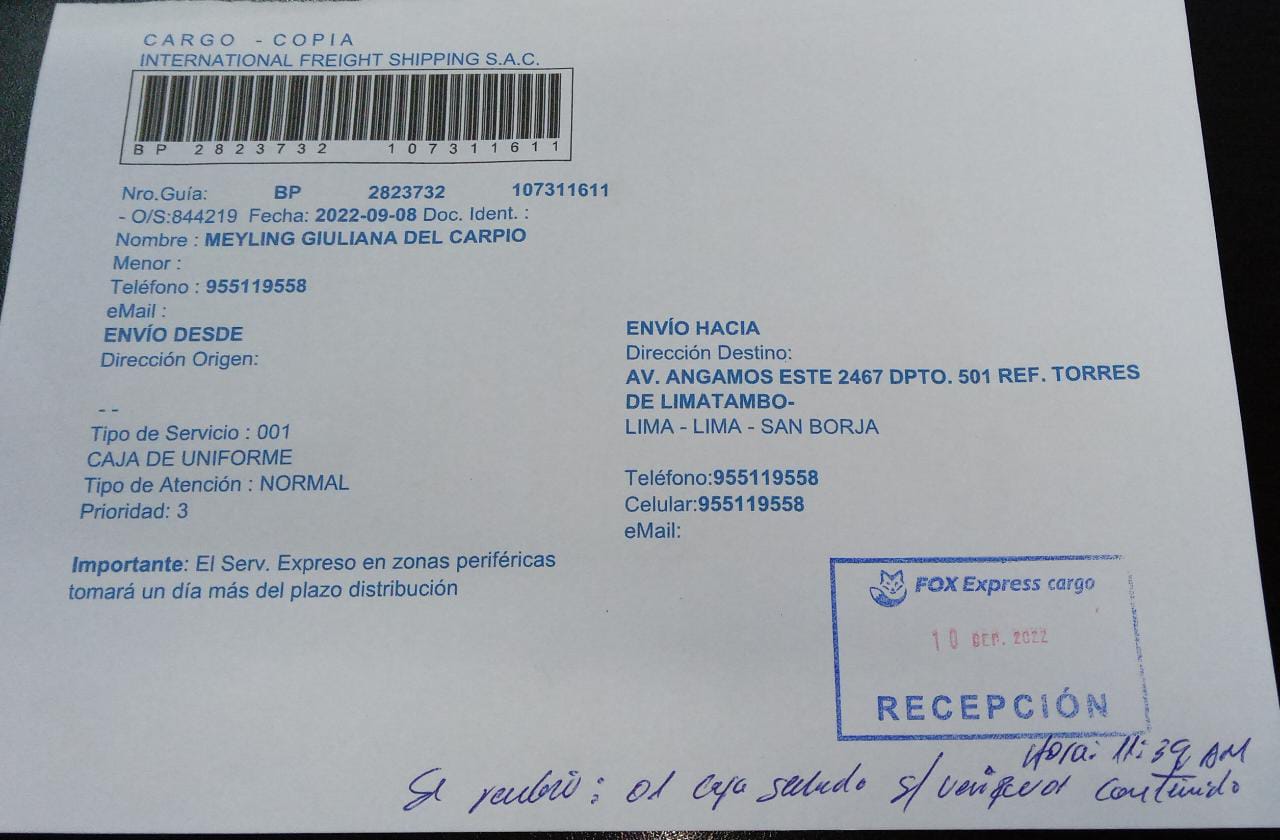 CARGO - COPIA
INTERNATIONAL FREIGHT SHIPPING S.A.C.
BP 2823732 107311611
Nro.Guía: BP 2823732 107311611
- O/S:844219 Fecha: 2022-09-08 Doc. Ident. :
Nombre : MEYLING GIULIANA DEL CARPIO
Menor :
Teléfono : 955119558
eMail :
ENVÍO DESDE
Dirección Origen:
- -
Tipo de Servicio : 001
CAJA DE UNIFORME
Tipo de Atención : NORMAL
Prioridad: 3
Importante: El Serv. Expreso en zonas periféricas
tomará un día más del plazo distribución
ENVÍO HACIA
Dirección Destino:
AV. ANGAMOS ESTE 2467 DPTO. 501 REF. TORRES
DE LIMATAMBO-
LIMA - LIMA - SAN BORJA
Teléfono:955119558
Celular:955119558
eMail:
FOX Express cargo
10 SEP. 2022
RECEPCIÓN
Hora: 11:39 AM
Se recibió: 01 caja sellado s/ verificar contenido